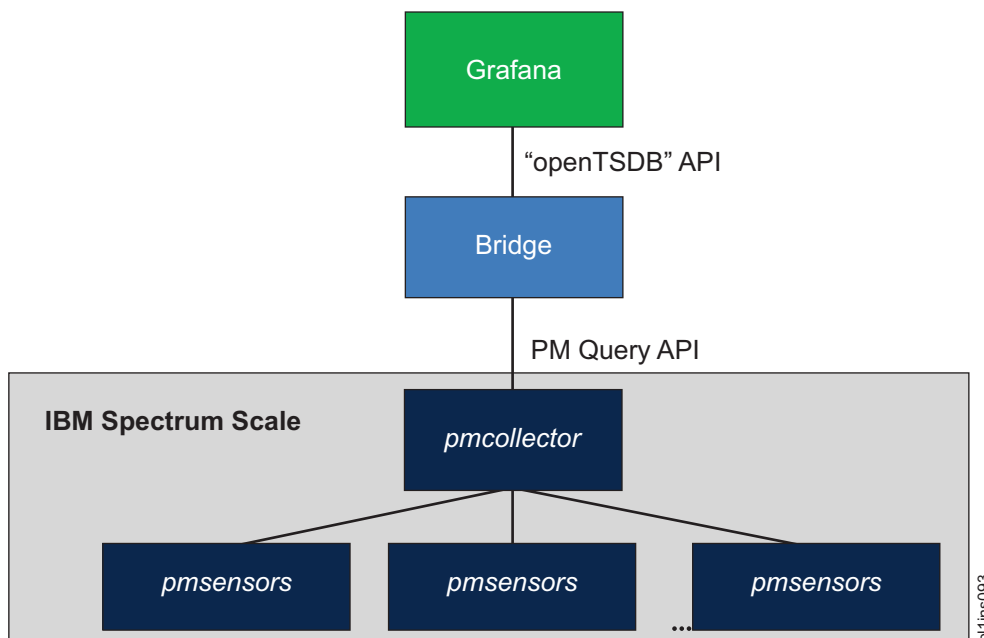 Grafana
“openTSDB” API
Bridge
PM Query API
IBM Spectrum Scale
pmcollector
pmsensors
pmsensors
...
pmsensors